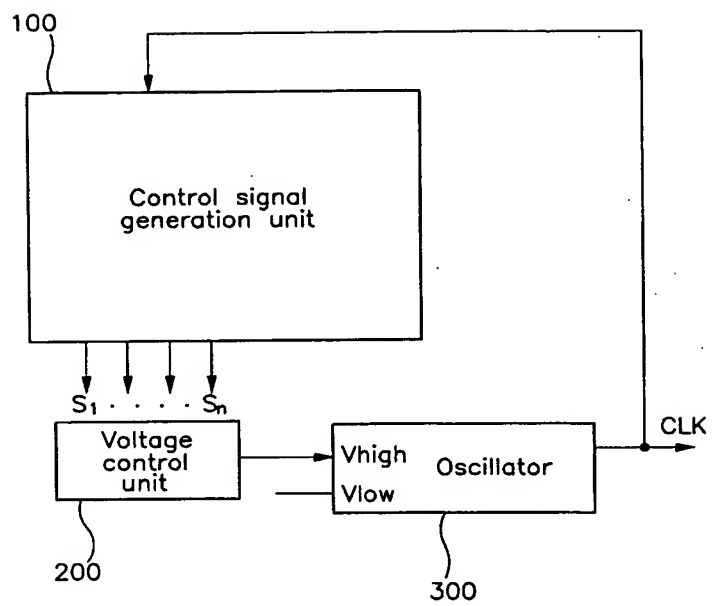 100
Control signal
generation unit
S1 . . . . Sn
Voltage
control
unit
Vhigh
Vlow
Oscillator
CLK
200
300